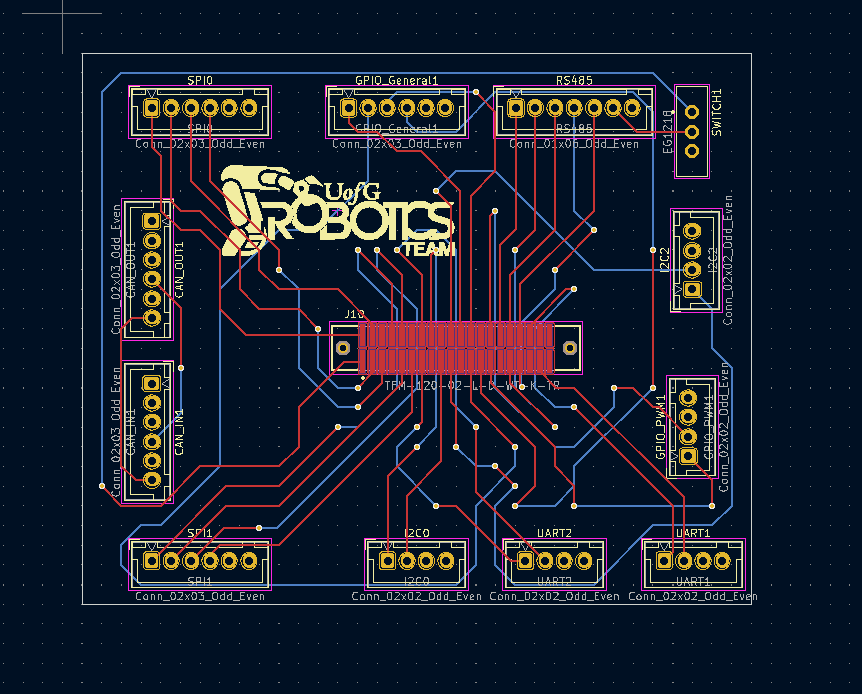 SPI0
GPIO_General1
RS485
SPI0
GPIO_General1
RS485
Conn_02x03_Odd_Even
Conn_02x03_Odd_Even
Conn_01x06_Odd_Even
EG1218
SWITCH1
UofG
ROBOTICS
TEAM
Conn_02x03_Odd_Even
CAN_OUT1
CAN_OUT1
I2C2
I2C2
Conn_02x02_Odd_Even
J10
TFM-120-02-L-D-WT-K-TR
Conn_02x03_Odd_Even
CAN_IN1
CAN_IN1
GPIO_PWM1
GPIO_PWM1
Conn_02x02_Odd_Even
SPI1
I2C0
UART2
UART1
SPI1
I2C0
UART2
UART1
Conn_02x03_Odd_Even
Conn_02x02_Odd_Even
Conn_02x02_Odd_Even
Conn_02x02_Odd_Even